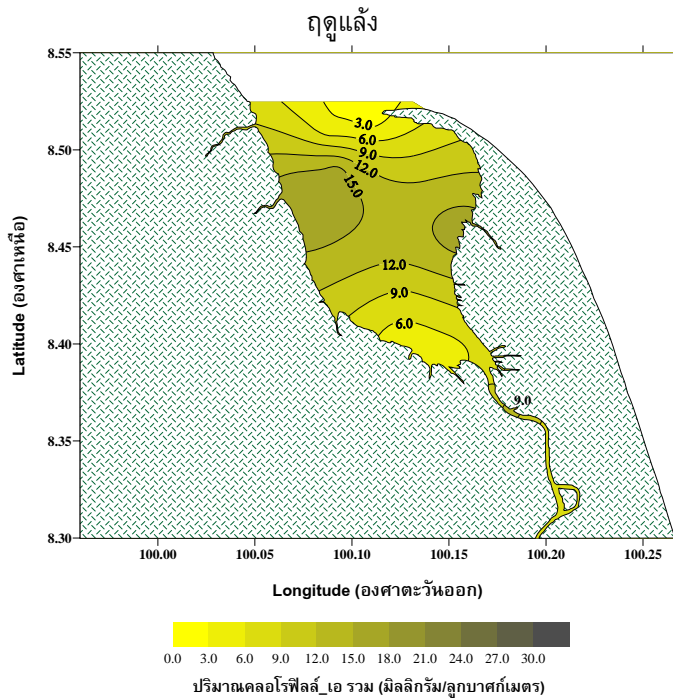 ฤดูแล้ง
8.55
8.50
8.45
8.40
8.35
8.30
Latitude (องศาเหนือ)
3.0
6.0
9.0
12.0
15.0
12.0
9.0
6.0
9.0
100.00 100.05 100.10 100.15 100.20 100.25
Longitude (องศาตะวันออก)
0.0 3.0 6.0 9.0 12.0 15.0 18.0 21.0 24.0 27.0 30.0
ปริมาณคลอโรฟิลล์_เอ รวม (มิลลิกรัม/ลูกบาศก์เมตร)